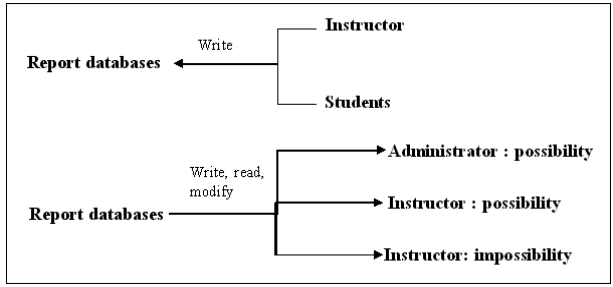 Instructor
Write
Report databases
Students
Administrator : possibility
Write, read,
modify
Instructor : possibility
Report databases
Instructor: impossibility